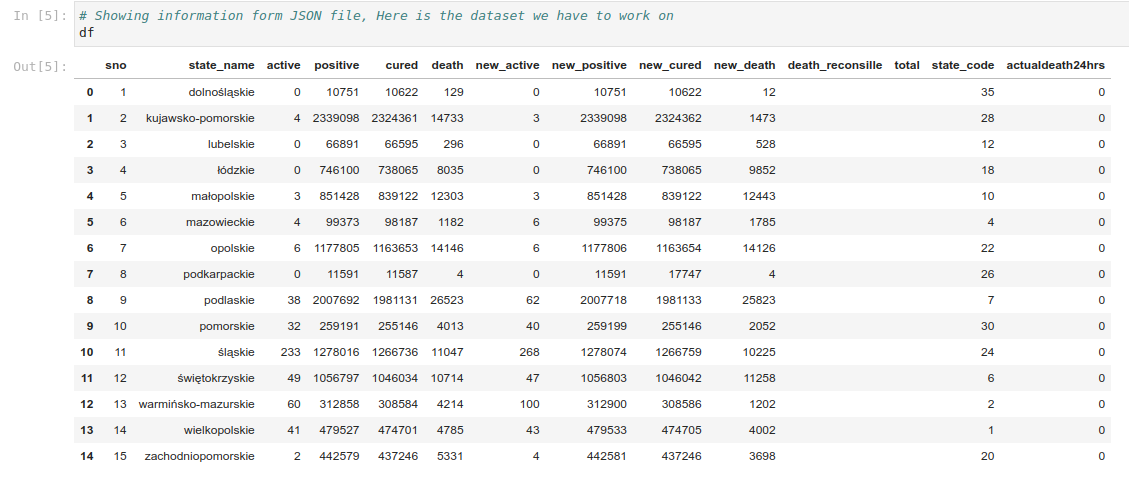 In [5]: # Showing information form JSON file, Here is the dataset we have to work on
df
Out[5]:
sno state_name active positive cured death new_active new_positive new_cured new_death death_reconsille total state_code actualdeath24hrs
0 1 dolnośląskie 0 10751 10622 129 0 10751 10622 12 35 0
1 2 kujawsko-pomorskie 4 2339098 2324361 14733 3 2339098 2324362 1473 28 0
2 3 lubelskie 0 66891 66595 296 0 66891 66595 528 12 0
3 4 łódzkie 0 746100 738065 8035 0 746100 738065 9852 18 0
4 5 małopolskie 3 851428 839122 12303 3 851428 839122 12443 10 0
5 6 mazowieckie 4 99373 98187 1182 6 99375 98187 1785 4 0
6 7 opolskie 6 1177805 1163653 14146 6 1177806 1163654 14126 22 0
7 8 podkarpackie 0 11591 11587 4 0 11591 17747 4 26 0
8 9 podlaskie 38 2007692 1981131 26523 62 2007718 1981133 25823 7 0
9 10 pomorskie 32 259191 255146 4013 40 259199 255146 2052 30 0
10 11 śląskie 233 1278016 1266736 11047 268 1278074 1266759 10225 24 0
11 12 świętokrzyskie 49 1056797 1046034 10714 47 1056803 1046042 11258 6 0
12 13 warmińsko-mazurskie 60 312858 308584 4214 100 312900 308586 1202 2 0
13 14 wielkopolskie 41 479527 474701 4785 43 479533 474705 4002 1 0
14 15 zachodniopomorskie 2 442579 437246 5331 4 442581 437246 3698 20 0